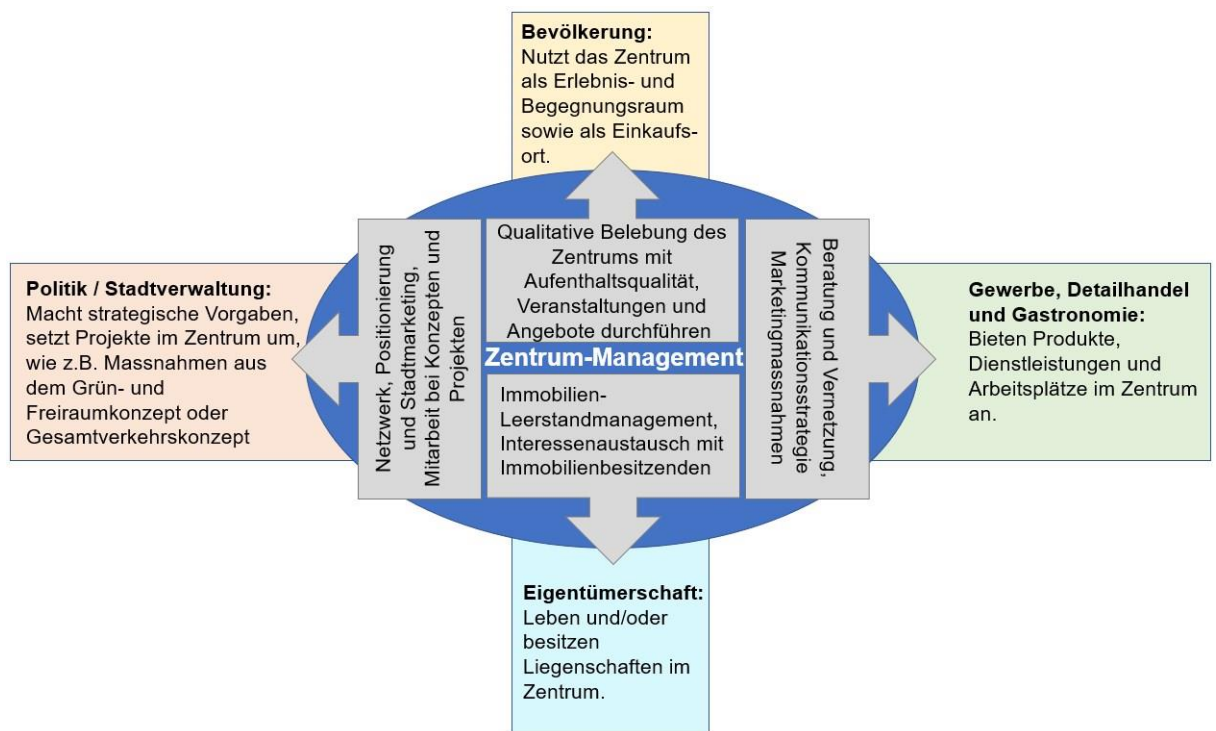 Bevölkerung:
Nutzt das Zentrum
als Erlebnis- und
Begegnungsraum
sowie als Einkaufs-
ort.
Politik / Stadtverwaltung:
Macht strategische Vorgaben,
setzt Projekte im Zentrum um,
wie z.B. Massnahmen aus
dem Grün- und
Freiraumkonzept oder
Gesamtverkehrskonzept
Netzwerk, Positionierung
und Stadtmarketing,
Mitarbeit bei Konzepten und
Projekten
Qualitative Belebung des
Zentrums mit
Aufenthaltsqualität,
Veranstaltungen und
Angebote durchführen
Zentrum-Management
Immobilien-
Leerstandmanagement,
Interessenaustausch mit
Immobilienbesitzenden
Beratung und Vernetzung,
Kommunikationsstrategie
Marketingmassnahmen
Gewerbe, Detailhandel
und Gastronomie:
Bieten Produkte,
Dienstleistungen und
Arbeitsplätze im Zentrum
an.
Eigentümerschaft:
Leben und/oder
besitzen
Liegenschaften im
Zentrum.